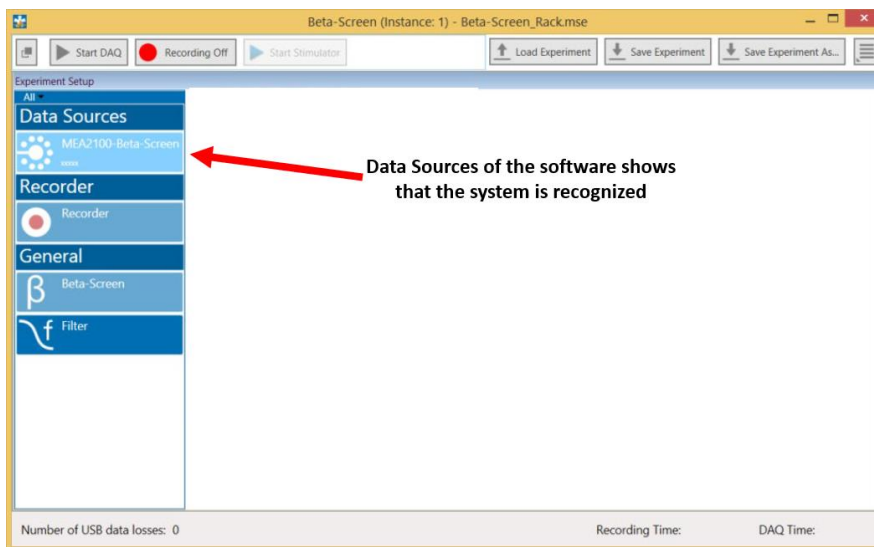 Beta-Screen (Instance: 1) - Beta-Screen_Rack.mse
Start DAQ Recording Off Start Stimulator Load Experiment Save Experiment Save Experiment As...
Experiment Setup
All
Data Sources
MEA2100-Beta-Screen
Recorder
Recorder
General
β Beta-Screen
f Filter
Data Sources of the software shows
that the system is recognized
Number of USB data losses: 0 Recording Time: DAQ Time: